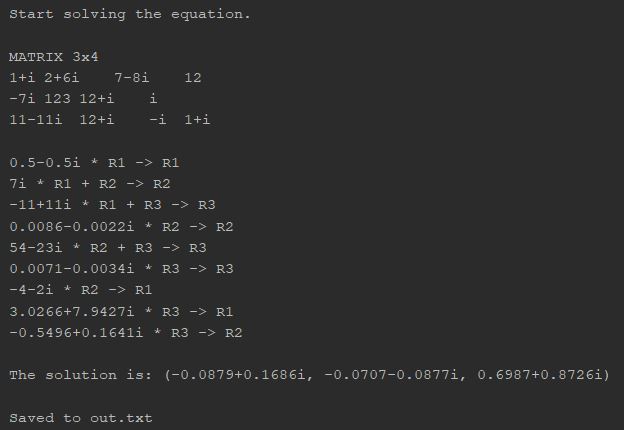 Start solving the equation.
MATRIX 3x4
1+i 2+6i 7-8i 12
-7i 123 12+i i
11-11i 12+i -i 1+i
0.5-0.5i * R1 -> R1
7i * R1 + R2 -> R2
-11+11i * R1 + R3 -> R3
0.0086-0.0022i * R2 -> R2
54-23i * R2 + R3 -> R3
0.0071-0.0034i * R3 -> R3
-4-2i * R2 -> R1
3.0266+7.9427i * R3 -> R1
-0.5496+0.1641i * R3 -> R2
The solution is: (-0.0879+0.1686i, -0.0707-0.0877i, 0.6987+0.8726i)
Saved to out.txt